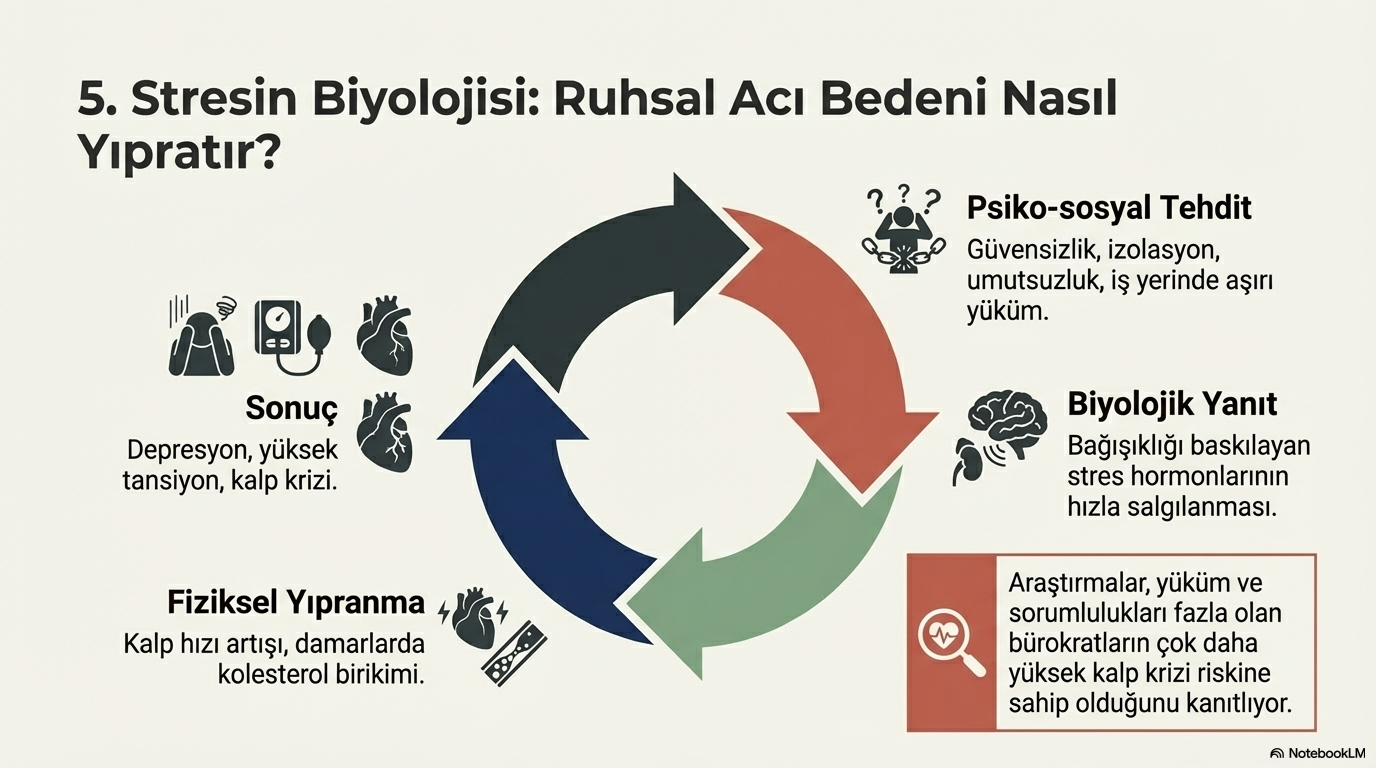 5. Stresin Biyolojisi: Ruhsal Acı Bedeni Nasıl
Yıpratır?
Psiko-sosyal Tehdit
Güvensizlik, izolasyon,
umutsuzluk, iş yerinde aşırı
yüküm.
Biyolojik Yanıt
Bağışıklığı baskılayan
stres hormonlarının
hızla salgılanması.
Araştırmalar, yüküm ve
sorumlulukları fazla olan
bürokratların çok daha
yüksek kalp krizi riskine
sahip olduğunu kanıtlıyor.
Fiziksel Yıpranma
Kalp hızı artışı, damarlarda
kolesterol birikimi.
Sonuç
Depresyon, yüksek
tansiyon, kalp krizi.
NotebookLM